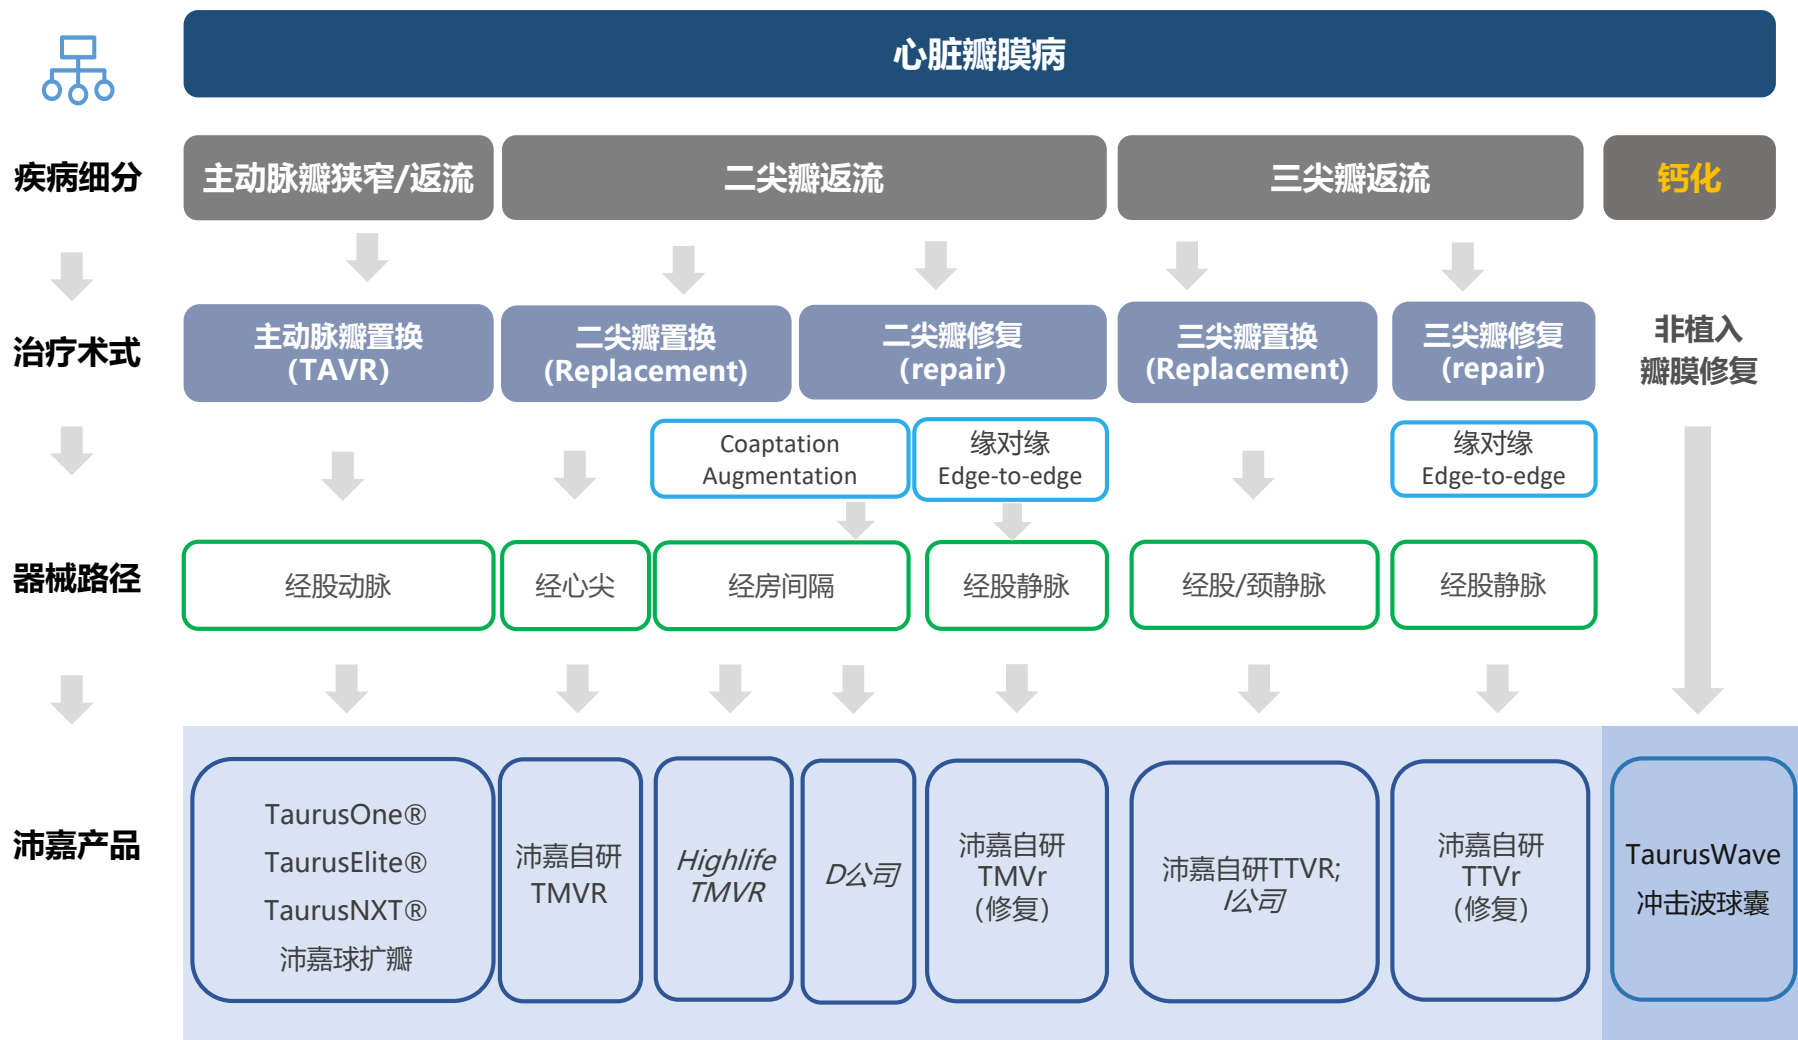 心脏瓣膜病
疾病细分
主动脉瓣狭窄/返流
二尖瓣返流
三尖瓣返流
钙化
治疗术式
主动脉瓣置换
(TAVR)
二尖瓣置换
(Replacement)
二尖瓣修复
(repair)
三尖瓣置换
(Replacement)
三尖瓣修复
(repair)
非植入
瓣膜修复
Coaptation
Augmentation
缘对缘
Edge-to-edge
缘对缘
Edge-to-edge
器械路径
经股动脉
经心尖
经房间隔
经股静脉
经股/颈静脉
经股静脉
沛嘉产品
TaurusOne®
TaurusElite®
TaurusNXT®
沛嘉球扩瓣
沛嘉自研
TMVR
Highlife
TMVR
D公司
沛嘉自研
TMVr
(修复)
沛嘉自研TTVR;
I公司
沛嘉自研
TTVr
(修复)
TaurusWave
冲击波球囊